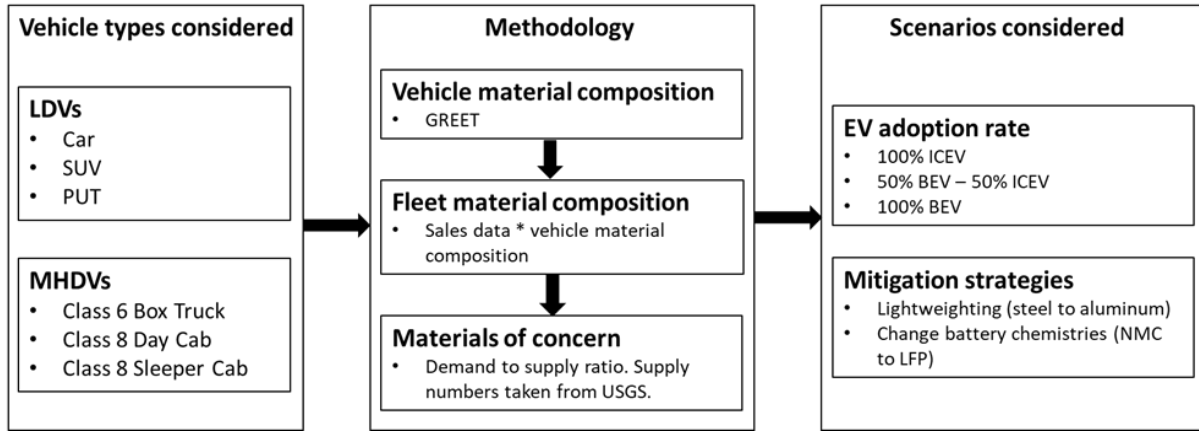 Vehicle types considered
LDVs
• Car
• SUV
• PUT
MHDVs
• Class 6 Box Truck
• Class 8 Day Cab
• Class 8 Sleeper Cab
Methodology
Vehicle material composition
• GREET
Fleet material composition
• Sales data * vehicle material
composition
Materials of concern
• Demand to supply ratio. Supply
numbers taken from USGS.
Scenarios considered
EV adoption rate
• 100% ICEV
• 50% BEV – 50% ICEV
• 100% BEV
Mitigation strategies
• Lightweighting (steel to aluminum)
• Change battery chemistries (NMC
to LFP)